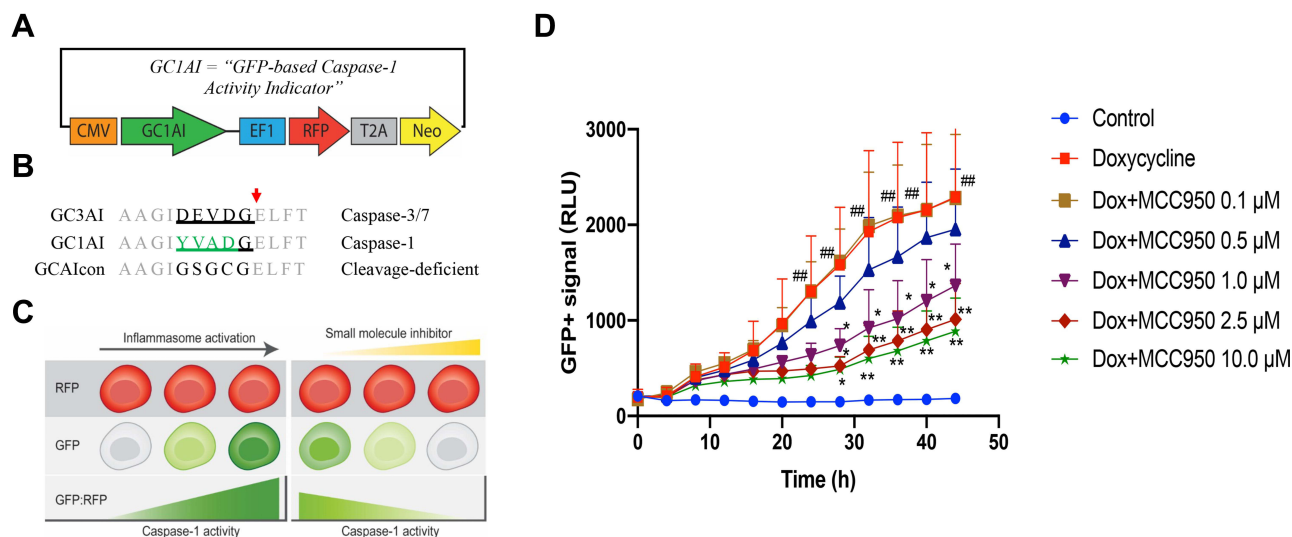 A
GC1AI = “GFP-based Caspase-1
Activity Indicator”
CMV GC1AI EF1 RFP T2A Neo
B
GC3AI AAGIDEVDGELFT Caspase-3/7
GC1AI AAGIYVADGELFT Caspase-1
GCAIcon AAGIGSGCGELFT Cleavage-deficient
C
Inflammasome activation Small molecule inhibitor
RFP
GFP
GFP:RFP
Caspase-1 activity Caspase-1 activity
D
GFP+ signal (RLU)
3000
2000
1000
0
0 10 20 30 40 50
Time (h)
## ## ## ## ## ##
* * * * *
* ** ** ** **
* ** ** ** **
Control
Doxycycline
Dox+MCC950 0.1 µM
Dox+MCC950 0.5 µM
Dox+MCC950 1.0 µM
Dox+MCC950 2.5 µM
Dox+MCC950 10.0 µM